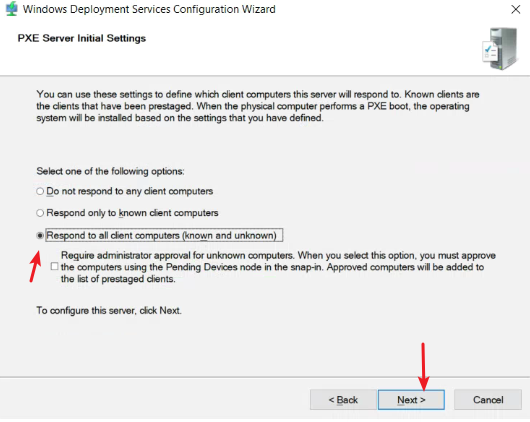 Windows Deployment Services Configuration Wizard
PXE Server Initial Settings
You can use these settings to define which client computers this server will respond to. Known clients are
the clients that have been prestaged. When the physical computer performs a PXE boot, the operating
system will be installed based on the settings that you have defined.
Select one of the following options:
Do not respond to any client computers
Respond only to known client computers
Respond to all client computers (known and unknown)
Require administrator approval for unknown computers. When you select this option, you must approve
the computers using the Pending Devices node in the snap-in. Approved computers will be added to
the list of prestaged clients.
To configure this server, click Next.
< Back
Next >
Cancel